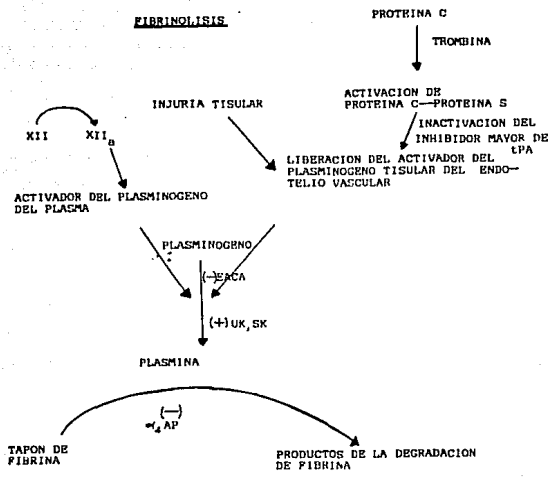 FIBRINOLISIS
PROTEINA C
TROMBINA
ACTIVACION DE
PROTEINA C—PROTEINA S
INJURIA TISULAR
INACTIVACION DEL
INHIBIDOR MAYOR DE
tPA
XII
XIIa
LIBERACION DEL ACTIVADOR DEL
PLASMINOGENO TISULAR DEL ENDO-
TELIO VASCULAR
ACTIVADOR DEL PLASMINOGENO
DEL PLASMA
PLASMINOGENO
(-)EACA
(+)UK,SK
PLASMINA
(-)
AP
TAPON DE
FIBRINA
PRODUCTOS DE LA DEGRADACION
DE FIBRINA